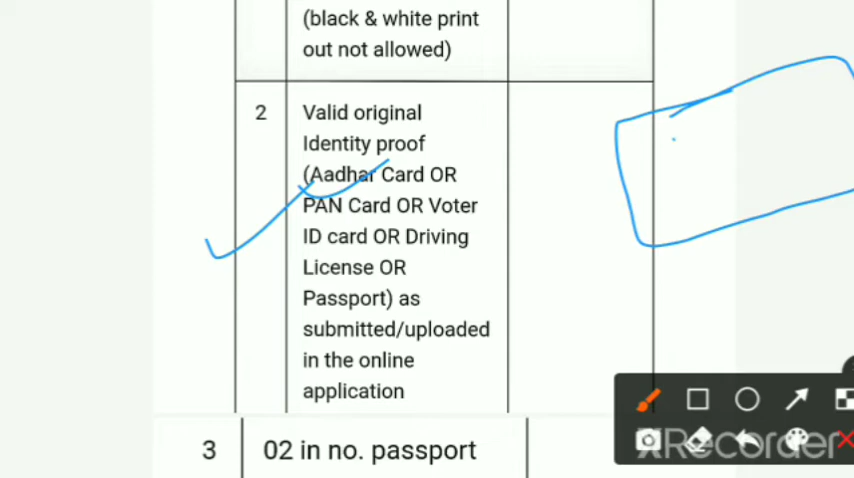 (black & white print
out not allowed)
2
Valid original
Identity proof
(Aadhar Card OR
PAN Card OR Voter
ID card OR Driving
License OR
Passport) as
submitted/uploaded
in the online
application
3
02 in no. passport
XRecorder